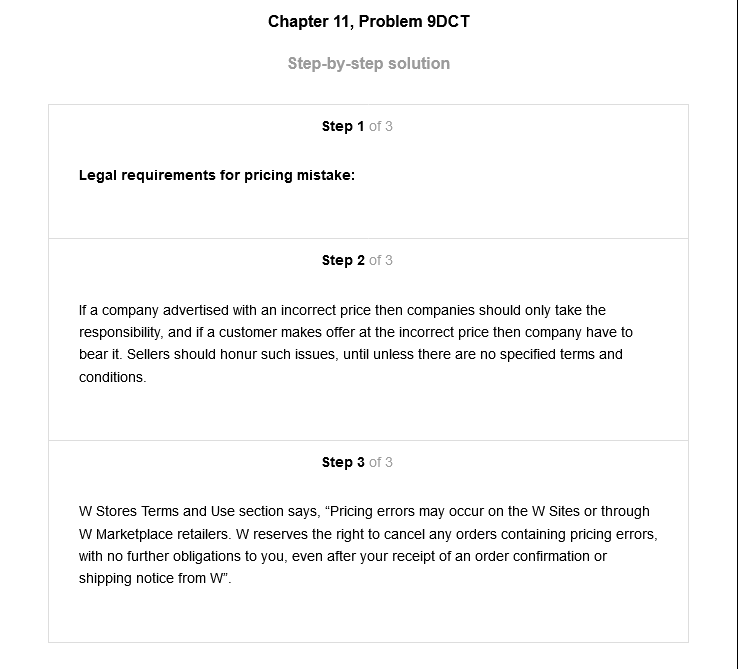 Chapter 11, Problem 9DCT
Step-by-step solution
Step 1 of 3
Legal requirements for pricing mistake:
Step 2 of 3
If a company advertised with an incorrect price then companies should only take the
responsibility, and if a customer makes offer at the incorrect price then company have to
bear it. Sellers should honur such issues, until unless there are no specified terms and
conditions.
Step 3 of 3
W Stores Terms and Use section says, “Pricing errors may occur on the W Sites or through
W Marketplace retailers. W reserves the right to cancel any orders containing pricing errors,
with no further obligations to you, even after your receipt of an order confirmation or
shipping notice from W”.